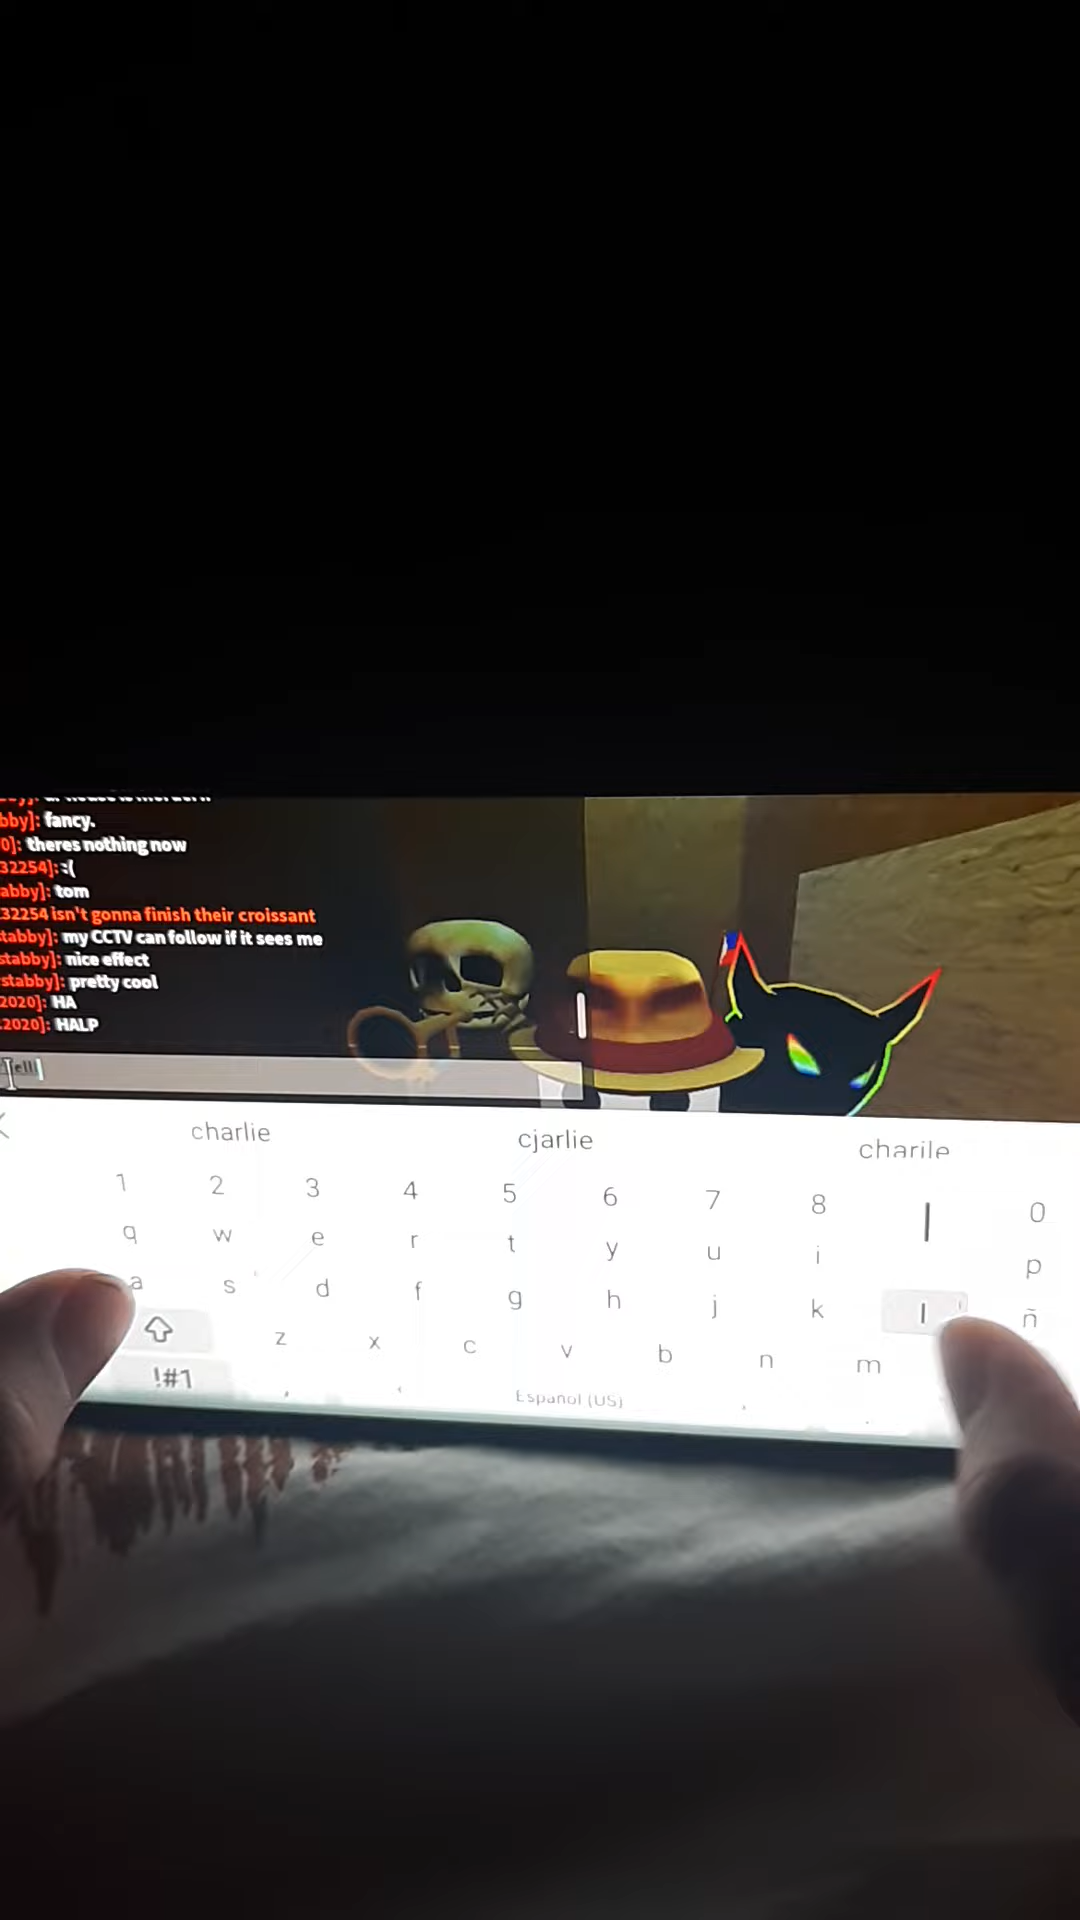 bby]: fancy.
0]: theres nothing now
32254]: :(
abby]: tom
32254 isn't gonna finish their croissant
stabby]: my CCTV can follow if it sees me
stabby]: nice effect
stabby]: pretty cool
2020]: HA
2020]: HALP
ell
charlie cjarlie charile
1 2 3 4 5 6 7 8 0
q w e r t y u i p
a s d f g h j k l ñ
z x c v b n m
!#1 Español (US)